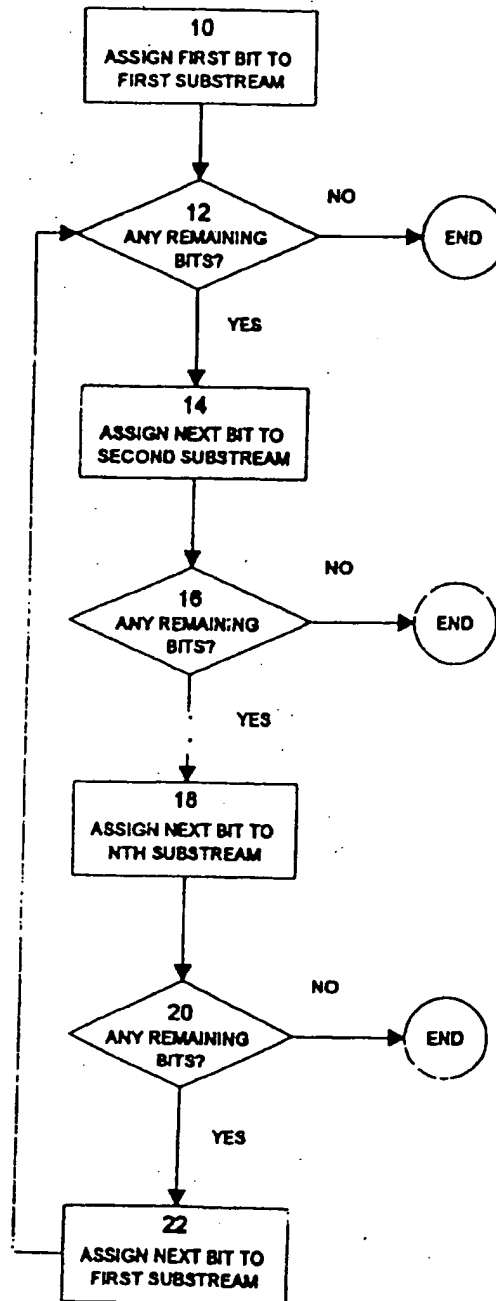 10
ASSIGN FIRST BIT TO
FIRST SUBSTREAM
12
ANY REMAINING
BITS?
NO
END
YES
14
ASSIGN NEXT BIT TO
SECOND SUBSTREAM
16
ANY REMAINING
BITS?
NO
END
YES
18
ASSIGN NEXT BIT TO
NTH SUBSTREAM
20
ANY REMAINING
BITS?
NO
END
YES
22
ASSIGN NEXT BIT TO
FIRST SUBSTREAM